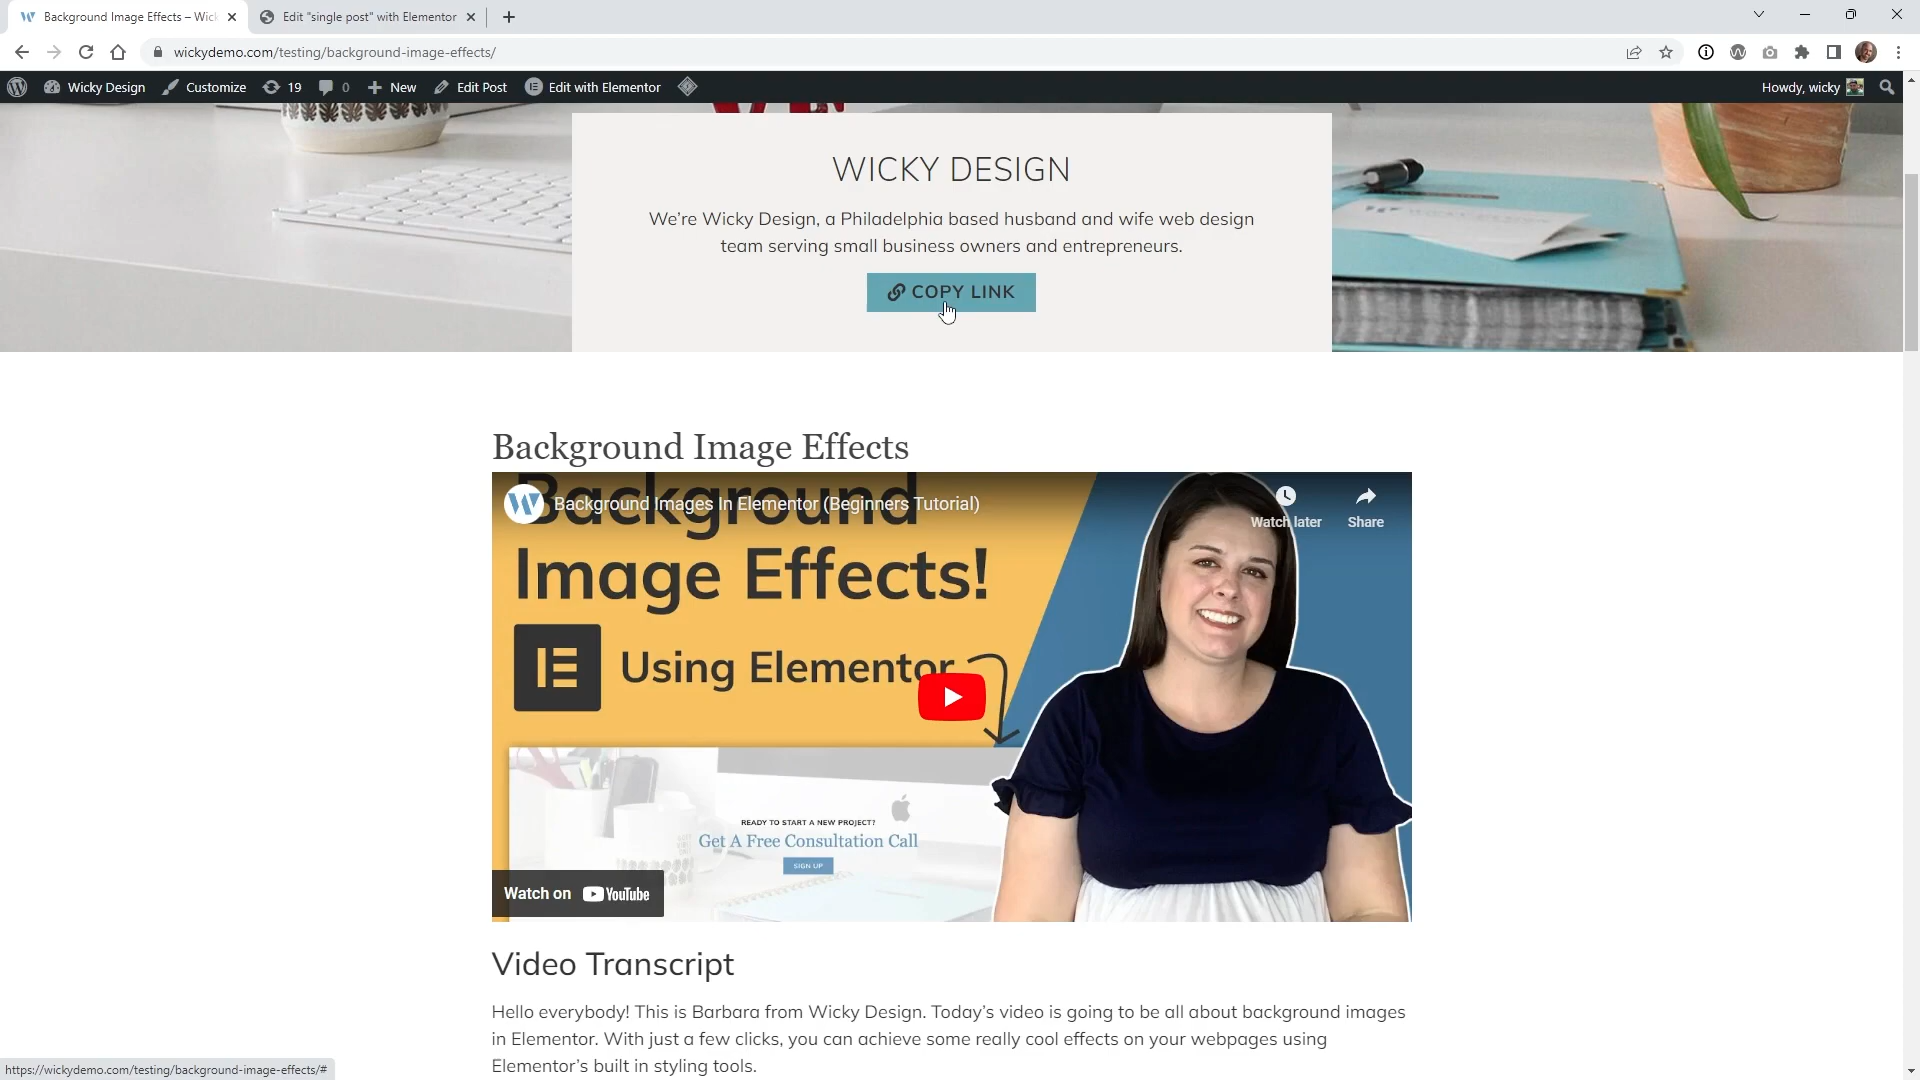 Background Image Effects – Wick
Edit "single post" with Elementor
wickydemo.com/testing/background-image-effects/
Wicky Design
Customize
19
0
New
Edit Post
Edit with Elementor
Howdy, wicky
WICKY DESIGN
We're Wicky Design, a Philadelphia based husband and wife web design
team serving small business owners and entrepreneurs.
COPY LINK
Background Image Effects
Background
Background Images In Elementor (Beginners Tutorial)
Watch later
Share
Image Effects!
Using Elementor
READY TO START A NEW PROJECT?
Get A Free Consultation Call
SIGN UP
Watch on YouTube
Video Transcript
Hello everybody! This is Barbara from Wicky Design. Today's video is going to be all about background images
in Elementor. With just a few clicks, you can achieve some really cool effects on your webpages using
Elementor's built in styling tools.
https://wickydemo.com/testing/background-image-effects/#